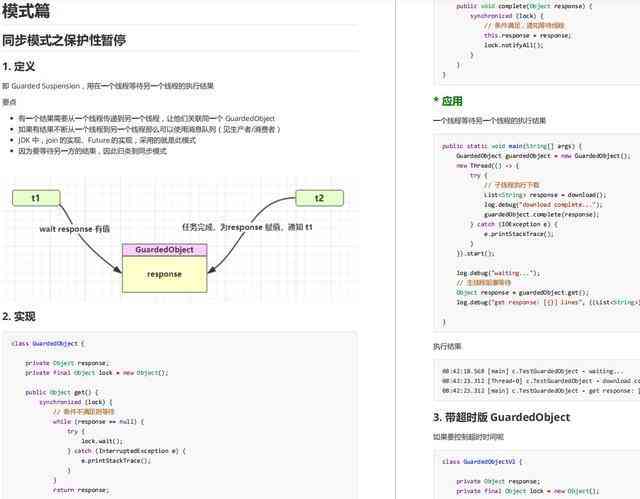 模式篇
同步模式之保护性暂停
1. 定义
即 Guarded Suspension，用在一个线程等待另一个线程的执行结果
要点
有一个结果需要从一个线程传递到另一个线程，让他们关联同一个 GuardedObject
如果有结果不断从一个线程到另一个线程那么可以使用消息队列（见生产者/消费者）
JDK 中，join 的实现、Future 的实现，采用的就是此模式
因为要等待另一方的结果，因此归类到同步模式
t1
t2
wait response 有值
任务完成，为response 赋值，通知 t1
GuardedObject
response
2. 实现
class GuardedObject {
private Object response;
private final Object lock = new Object();
public Object get() {
synchronized (lock) {
// 条件不满足则等待
while (response == null) {
try {
lock.wait();
} catch (InterruptedException e) {
e.printStackTrace();
}
}
return response;
public void complete(Object response) {
synchronized (lock) {
// 条件满足，通知等待线程
this.response = response;
lock.notifyAll();
}
}
}
* 应用
一个线程等待另一个线程的执行结果
public static void main(String[] args) {
GuardedObject guardedObject = new GuardedObject();
new Thread(() -> {
try {
// 子线程执行下载
List<String> response = download();
log.debug("download complete...");
guardedObject.complete(response);
} catch (IOException e) {
e.printStackTrace();
}
}).start();
log.debug("waiting...");
// 主线程阻塞等待
Object response = guardedObject.get();
log.debug("get response: [{}] lines", ((List<String>)
}
执行结果
08:42:18.568 [main] c.TestGuardedObject - waiting...
08:42:23.312 [Thread-0] c.TestGuardedObject - download co
08:42:23.312 [main] c.TestGuardedObject - get response: [
3. 带超时版 GuardedObject
如果要控制超时时间呢
class GuardedObjectV2 {
private Object response;
private final Object lock = new Object();